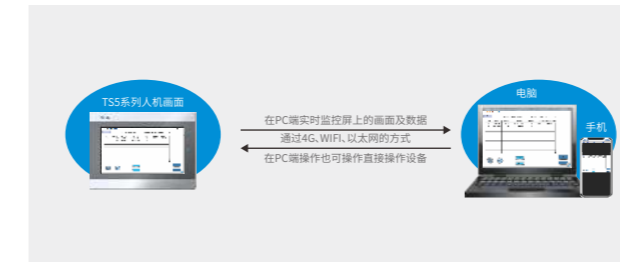 TS5系列人机画面
电脑
手机
在PC端实时监控屏上的画面及数据
通过4G、WIFI、以太网的方式
在PC端操作也可操作直接操作设备